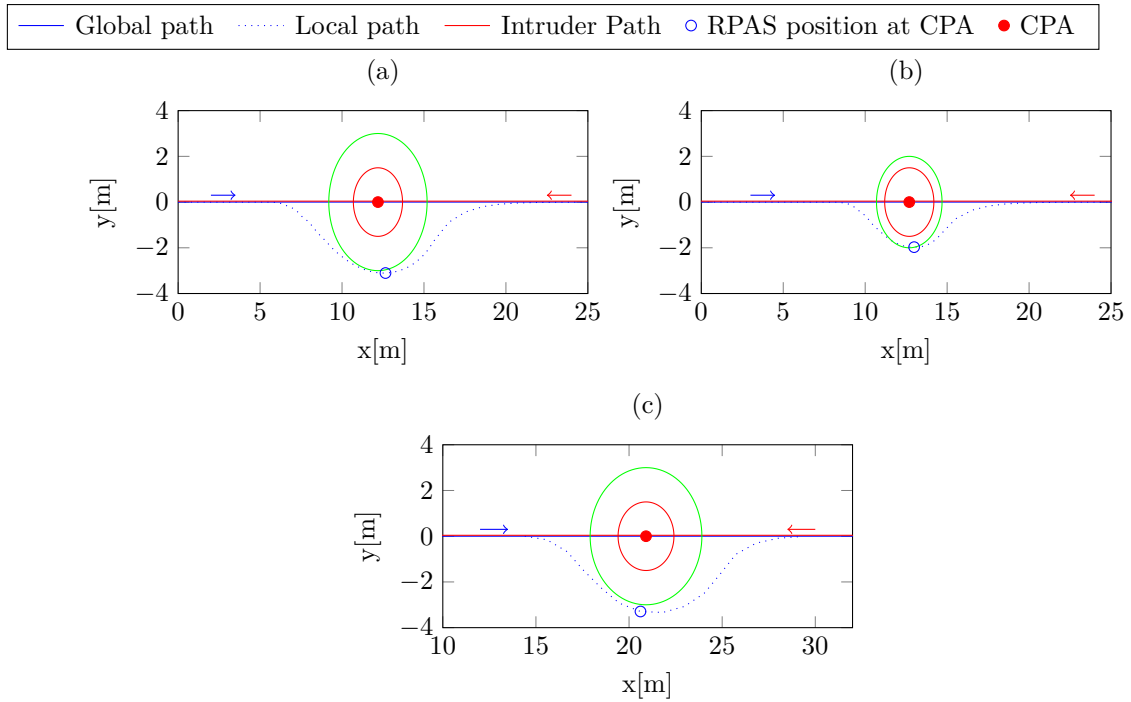 Global path Local path Intruder Path RPAS position at CPA CPA
(a)
4
2
0
−2
−4
y[m]
0 5 10 15 20 25
x[m]
(b)
4
2
0
−2
−4
y[m]
0 5 10 15 20 25
x[m]
(c)
4
2
0
−2
−4
y[m]
10 15 20 25 30
x[m]